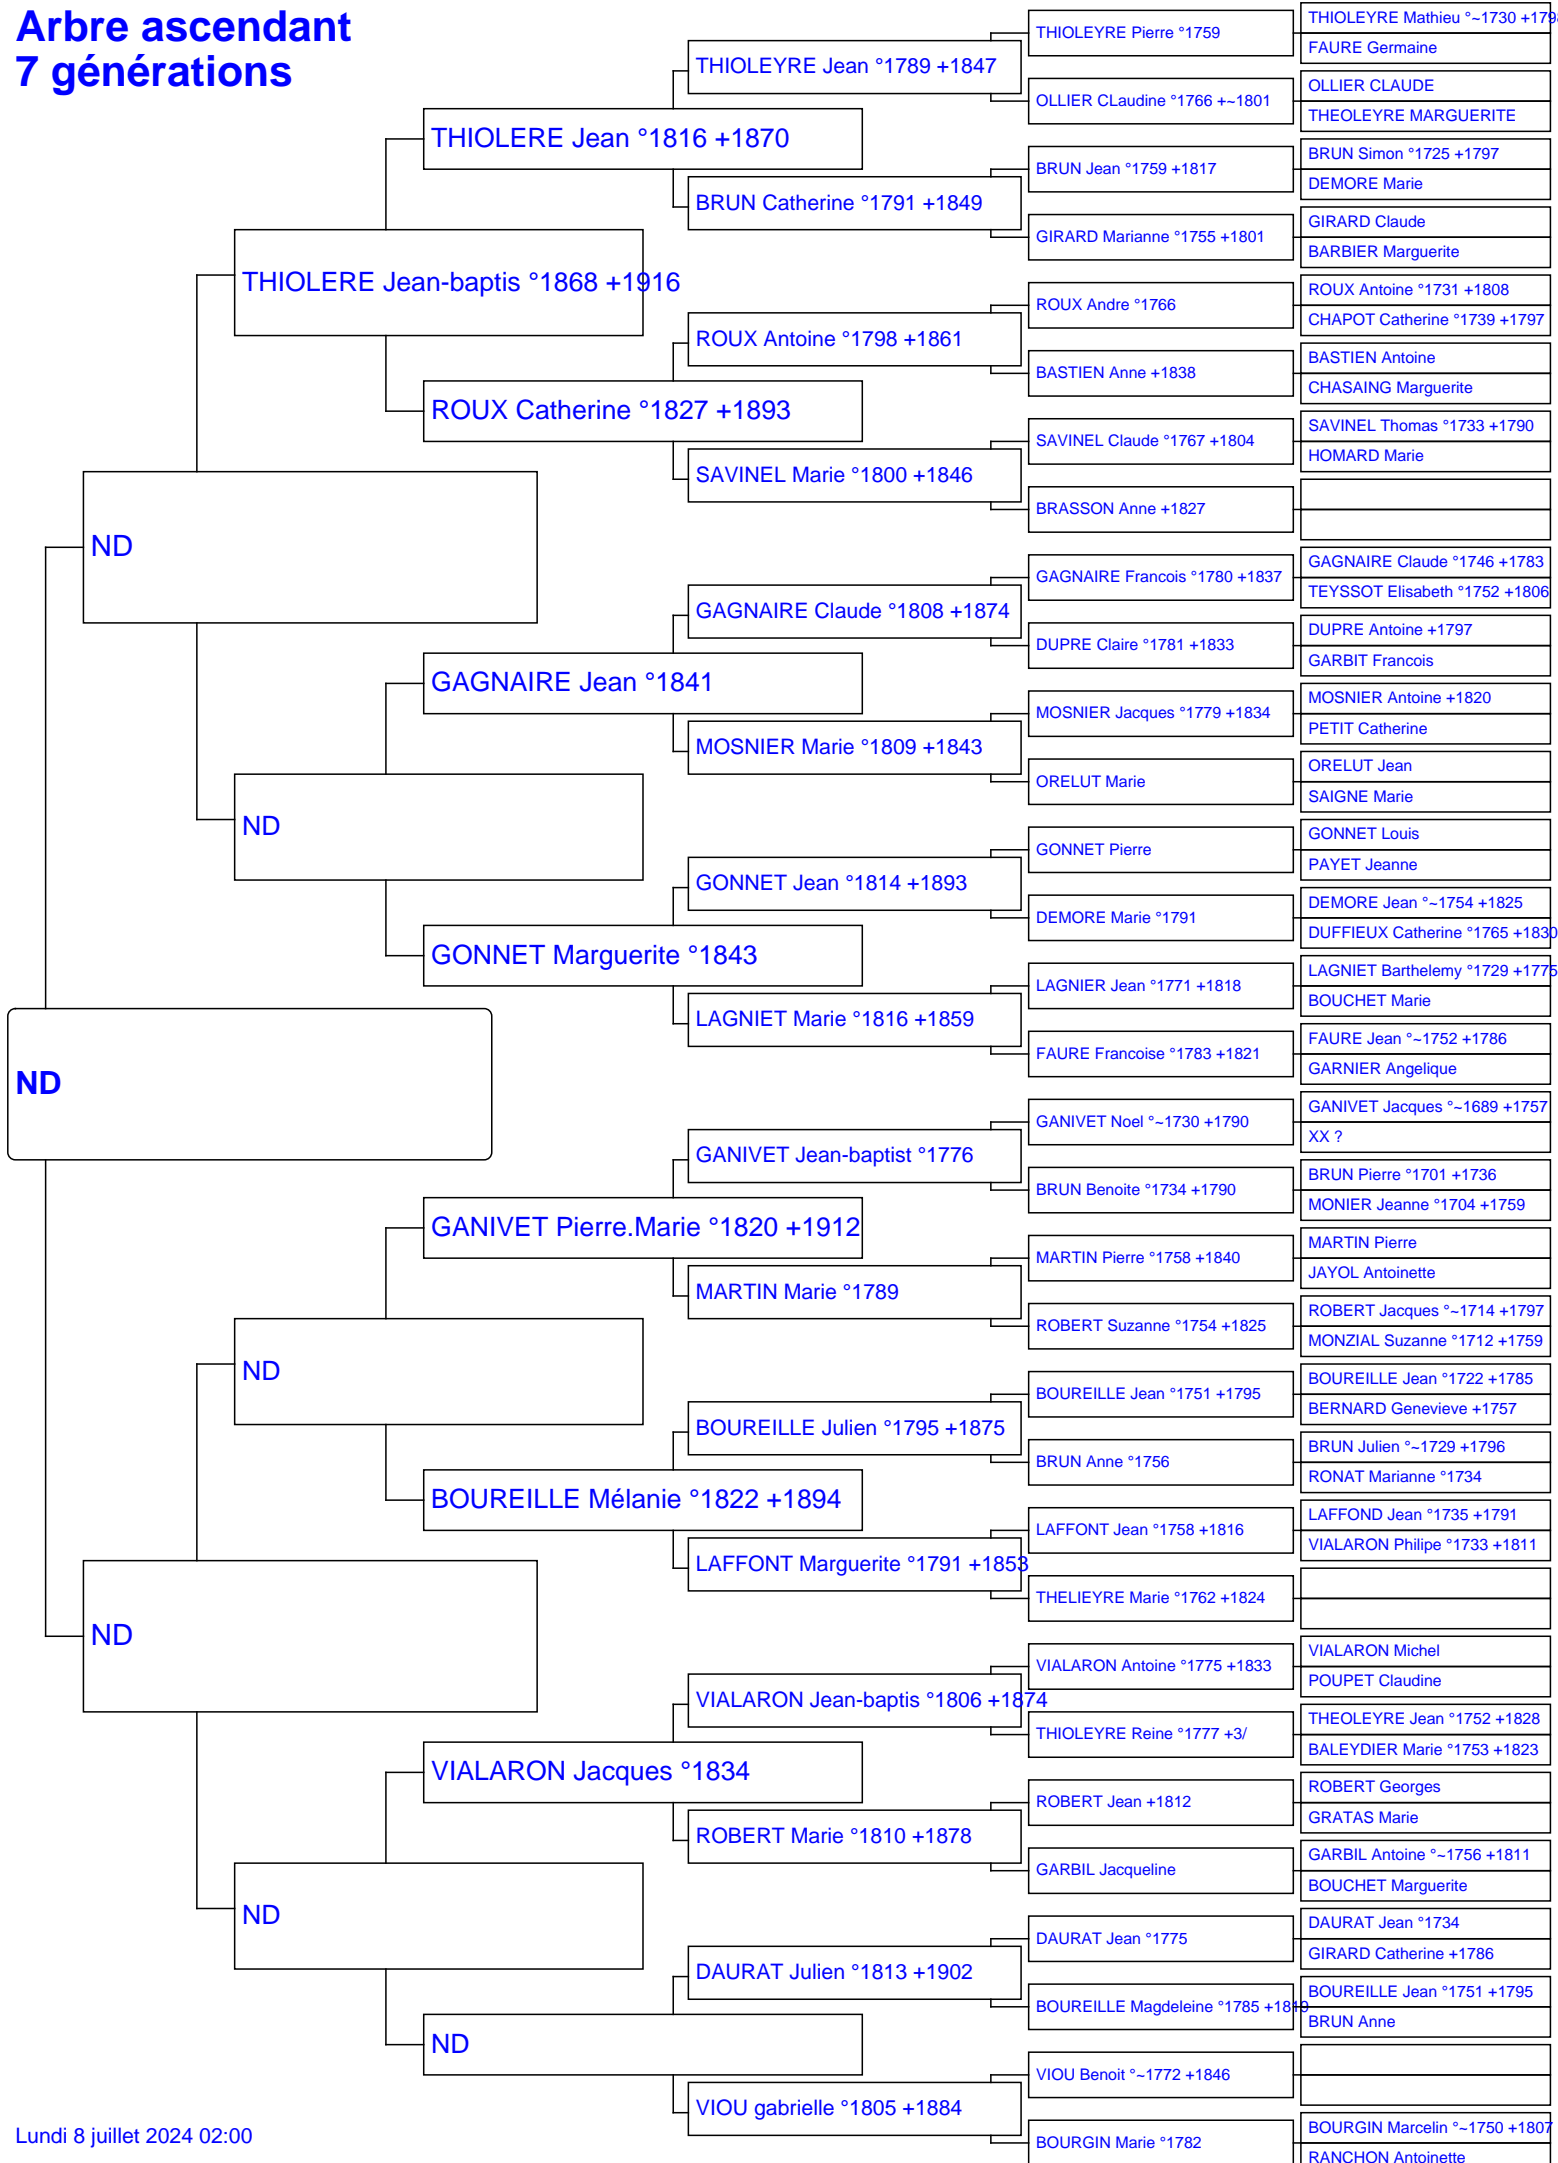 Arbre ascendant
7 générations
THIOLEYRE Mathieu °~1730 +179
THIOLEYRE Pierre °1759
FAURE Germaine
THIOLEYRE Jean °1789 +1847
OLLIER CLAUDE
OLLIER CLaudine °1766 +~1801
THEOLEYRE MARGUERITE
THIOLERE Jean °1816 +1870
BRUN Simon °1725 +1797
BRUN Jean °1759 +1817
DEMORE Marie
BRUN Catherine °1791 +1849
GIRARD Claude
GIRARD Marianne °1755 +1801
BARBIER Marguerite
THIOLERE Jean-baptis °1868 +1916
ROUX Antoine °1731 +1808
ROUX Andre °1766
CHAPOT Catherine °1739 +1797
ROUX Antoine °1798 +1861
BASTIEN Antoine
BASTIEN Anne +1838
CHASAING Marguerite
ROUX Catherine °1827 +1893
SAVINEL Thomas °1733 +1790
SAVINEL Claude °1767 +1804
HOMARD Marie
SAVINEL Marie °1800 +1846
BRASSON Anne +1827
ND
GAGNAIRE Claude °1746 +1783
GAGNAIRE Francois °1780 +1837
TEYSSOT Elisabeth °1752 +1806
GAGNAIRE Claude °1808 +1874
DUPRE Antoine +1797
DUPRE Claire °1781 +1833
GARBIT Francois
GAGNAIRE Jean °1841
MOSNIER Antoine +1820
MOSNIER Jacques °1779 +1834
PETIT Catherine
MOSNIER Marie °1809 +1843
ORELUT Jean
ORELUT Marie
SAIGNE Marie
ND
GONNET Louis
GONNET Pierre
PAYET Jeanne
GONNET Jean °1814 +1893
DEMORE Jean °~1754 +1825
DEMORE Marie °1791
DUFFIEUX Catherine °1765 +1830
GONNET Marguerite °1843
LAGNIET Barthelemy °1729 +1775
LAGNIER Jean °1771 +1818
BOUCHET Marie
LAGNIET Marie °1816 +1859
FAURE Jean °~1752 +1786
FAURE Francoise °1783 +1821
GARNIER Angelique
ND
GANIVET Jacques °~1689 +1757
GANIVET Noel °~1730 +1790
XX ?
GANIVET Jean-baptist °1776
BRUN Pierre °1701 +1736
BRUN Benoite °1734 +1790
MONIER Jeanne °1704 +1759
GANIVET Pierre.Marie °1820 +1912
MARTIN Pierre
MARTIN Pierre °1758 +1840
JAYOL Antoinette
MARTIN Marie °1789
ROBERT Jacques °~1714 +1797
ROBERT Suzanne °1754 +1825
MONZIAL Suzanne °1712 +1759
ND
BOUREILLE Jean °1722 +1785
BOUREILLE Jean °1751 +1795
BERNARD Genevieve +1757
BOUREILLE Julien °1795 +1875
BRUN Julien °~1729 +1796
BRUN Anne °1756
RONAT Marianne °1734
BOUREILLE Mélanie °1822 +1894
LAFFOND Jean °1735 +1791
LAFFONT Jean °1758 +1816
VIALARON Philipe °1733 +1811
LAFFONT Marguerite °1791 +1853
THELIEYRE Marie °1762 +1824
ND
VIALARON Michel
VIALARON Antoine °1775 +1833
POUPET Claudine
VIALARON Jean-baptis °1806 +1874
THEOLEYRE Jean °1752 +1828
THIOLEYRE Reine °1777 +3/
BALEYDIER Marie °1753 +1823
VIALARON Jacques °1834
ROBERT Georges
ROBERT Jean +1812
GRATAS Marie
ROBERT Marie °1810 +1878
GARBIL Antoine °~1756 +1811
GARBIL Jacqueline
BOUCHET Marguerite
ND
DAURAT Jean °1734
DAURAT Jean °1775
GIRARD Catherine +1786
DAURAT Julien °1813 +1902
BOUREILLE Jean °1751 +1795
BOUREILLE Magdeleine °1785 +1819
BRUN Anne
ND
VIOU Benoit °~1772 +1846
VIOU gabrielle °1805 +1884
BOURGIN Marcelin °~1750 +1807
BOURGIN Marie °1782
RANCHON Antoinette
Lundi 8 juillet 2024 02:00